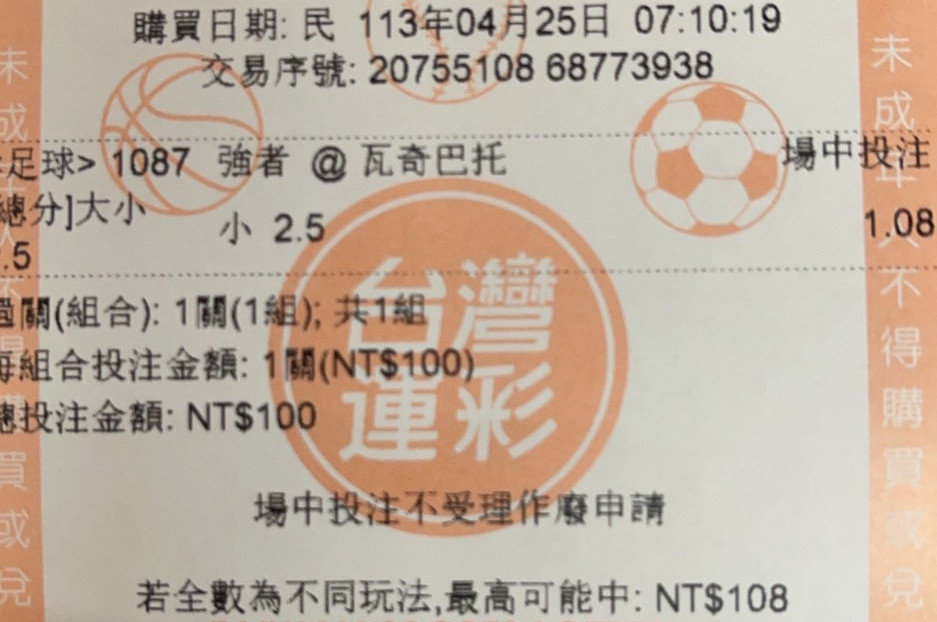 購買日期: 民 113年04月25日 07:10:19
交易序號: 20755108 68773938
足球> 1087 強者 @ 瓦奇巴托 場中投注
總分]大小 小 2.5 1.08
.5
過關(組合): 1關(1組); 共1組
每組合投注金額: 1關(NT$100)
總投注金額: NT$100
台灣
運彩
場中投注不受理作廢申請
若全數為不同玩法,最高可能中: NT$108
未成年人不得購買或兌